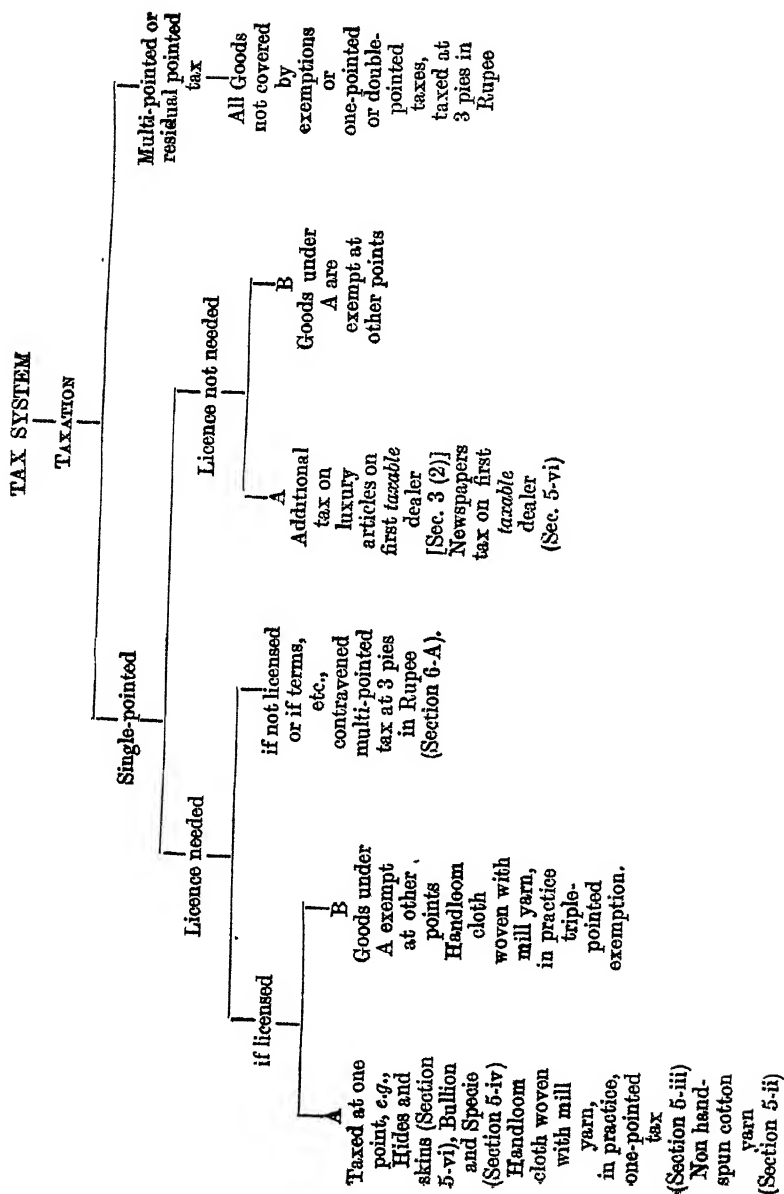 TAX SYSTEM
TAXATION
Single-pointed
Multi-pointed or
residual pointed
tax
All Goods
not covered
by
exemptions
or
one-pointed
or double-
pointed
taxes,
taxed at
3 pies in
Rupee
Licence needed
Licence not needed
if licensed
if not licensed
or if terms,
etc.,
contravened
multi-pointed
tax at 3 pies
in Rupee
(Section 6-A).
A
Additional
tax on
luxury
articles on
first taxable
dealer
[Sec. 3 (2)]
Newspapers
tax on first
taxable
dealer
(Sec. 5-vi)
B
Goods under
A are
exempt at
other points
A
Taxed at one
point, e.g.,
Hides and
skins (Section
5-vi), Bullion
and Specie
(Section 5-iv)
Handloom
cloth woven
with mill
yarn,
in practice,
one-pointed
tax
(Section 5-iii)
Non hand-
spun cotton
yarn
(Section 5-ii)
B
Goods under
A exempt
at other
points
Handloom
cloth
woven with
mill yarn,
in practice
triple-
pointed
exemption.